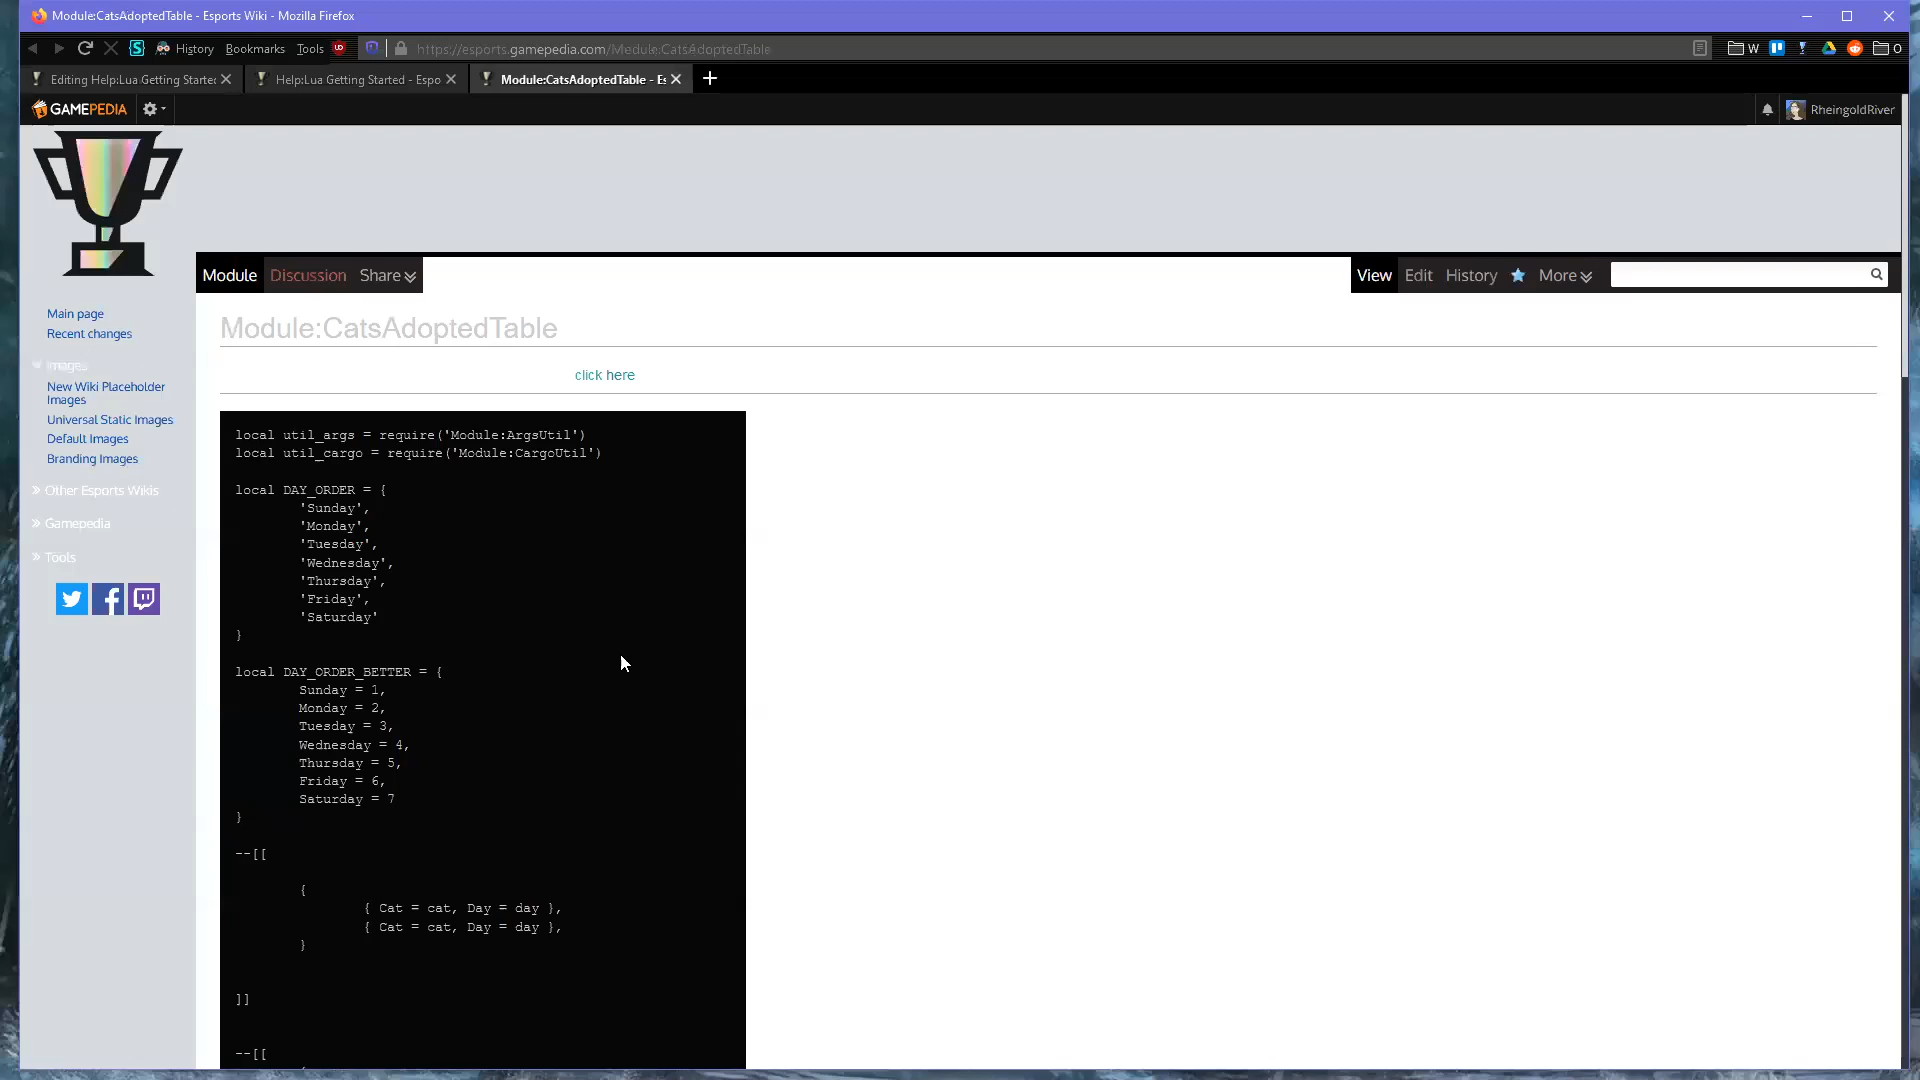 Module:CatsAdoptedTable - Esports Wiki - Mozilla Firefox
History Bookmarks Tools
https://esports.gamepedia.com/Module:CatsAdoptedTable
W
O
Editing Help:Lua Getting Starte
Help:Lua Getting Started - Espo
Module:CatsAdoptedTable - Es
GAMEPEDIA
RheingoldRiver
Module Discussion Share
View Edit History More
Main page
Recent changes
Images
New Wiki Placeholder
Images
Universal Static Images
Default Images
Branding Images
Other Esports Wikis
Gamepedia
Tools
Module:CatsAdoptedTable
click here
local util_args = require('Module:ArgsUtil')
local util_cargo = require('Module:CargoUtil')
local DAY_ORDER = {
'Sunday',
'Monday',
'Tuesday',
'Wednesday',
'Thursday',
'Friday',
'Saturday'
}
local DAY_ORDER_BETTER = {
Sunday = 1,
Monday = 2,
Tuesday = 3,
Wednesday = 4,
Thursday = 5,
Friday = 6,
Saturday = 7
}
--[[
{
{ Cat = cat, Day = day },
{ Cat = cat, Day = day },
}
]]
--[[